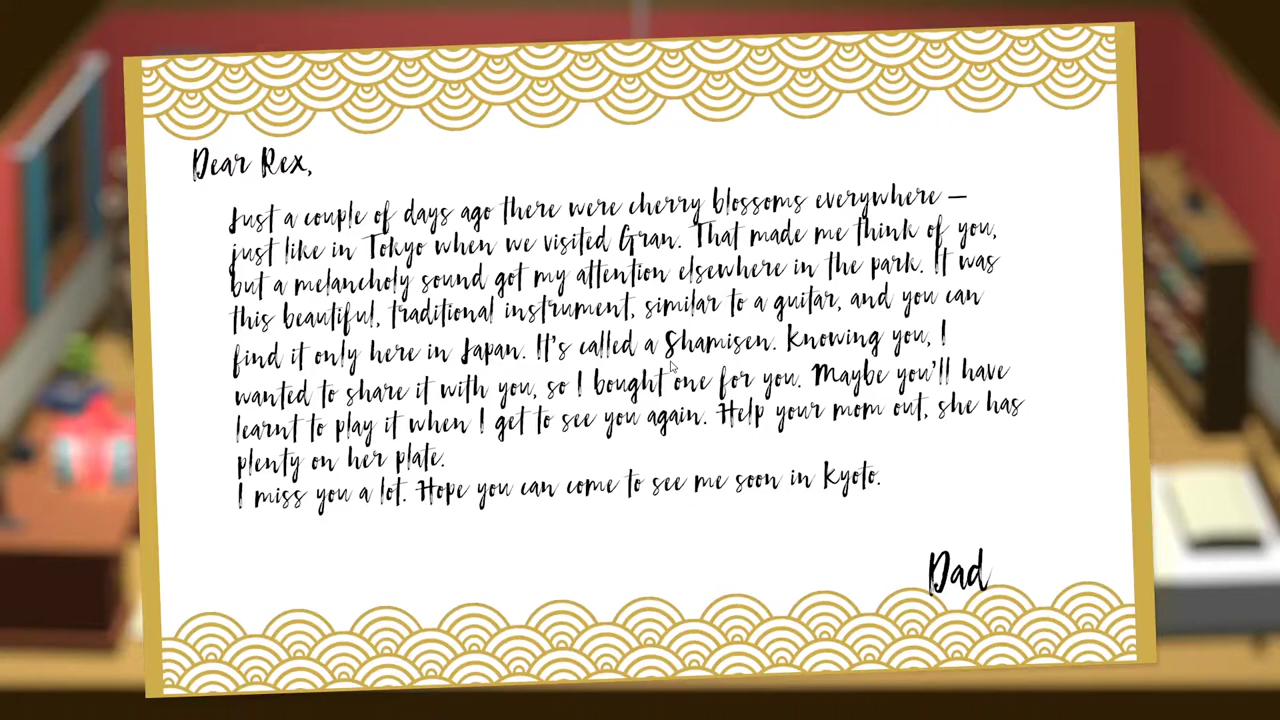 Dear Rex,
Just a couple of days ago there were cherry blossoms everywhere –
just like in Tokyo when we visited Gran. That made me think of you,
but a melancholy sound got my attention elsewhere in the park. It was
this beautiful, traditional instrument, similar to a guitar, and you can
find it only here in Japan. It's called a Shamisen. Knowing you, I
wanted to share it with you, so I bought one for you. Maybe you'll have
learnt to play it when I get to see you again. Help your mom out, she has
plenty on her plate.
I miss you a lot. Hope you can come to see me soon in Kyoto.
Dad